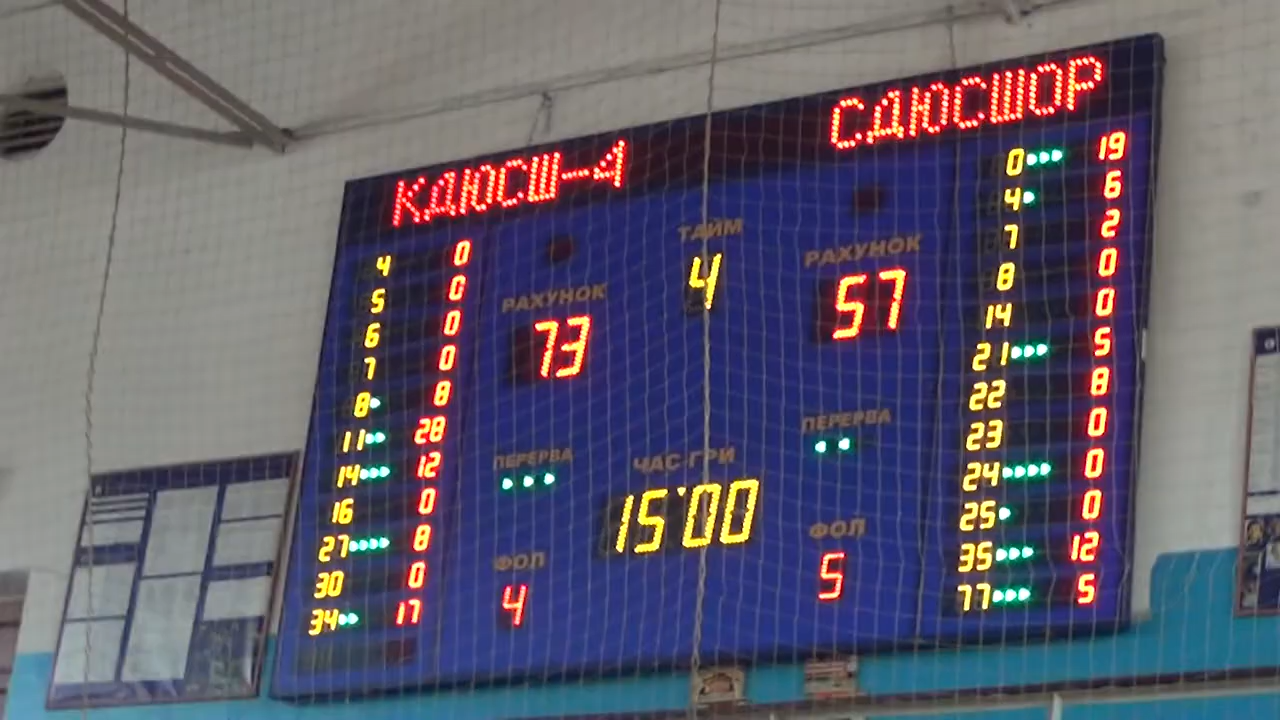 КДЮСШ-4
СДЮСШОР
ТАЙМ
4
РАХУНОК
73
РАХУНОК
57
ПЕРЕРВА
ПЕРЕРВА
ЧАС ГРИ
15:00
ФОЛ
4
ФОЛ
5
4 0
5 0
6 0
7 0
8 8
11 28
14 12
16 0
27 8
30 0
34 17
0 19
4 6
7 2
8 0
14 0
21 5
22 8
23 0
24 0
25 0
35 12
77 5